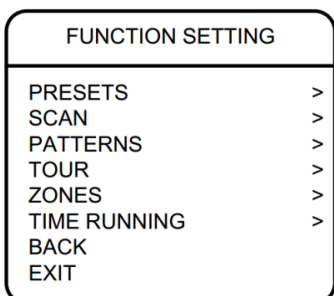 FUNCTION SETTING
PRESETS >
SCAN >
PATTERNS >
TOUR >
ZONES >
TIME RUNNING >
BACK
EXIT